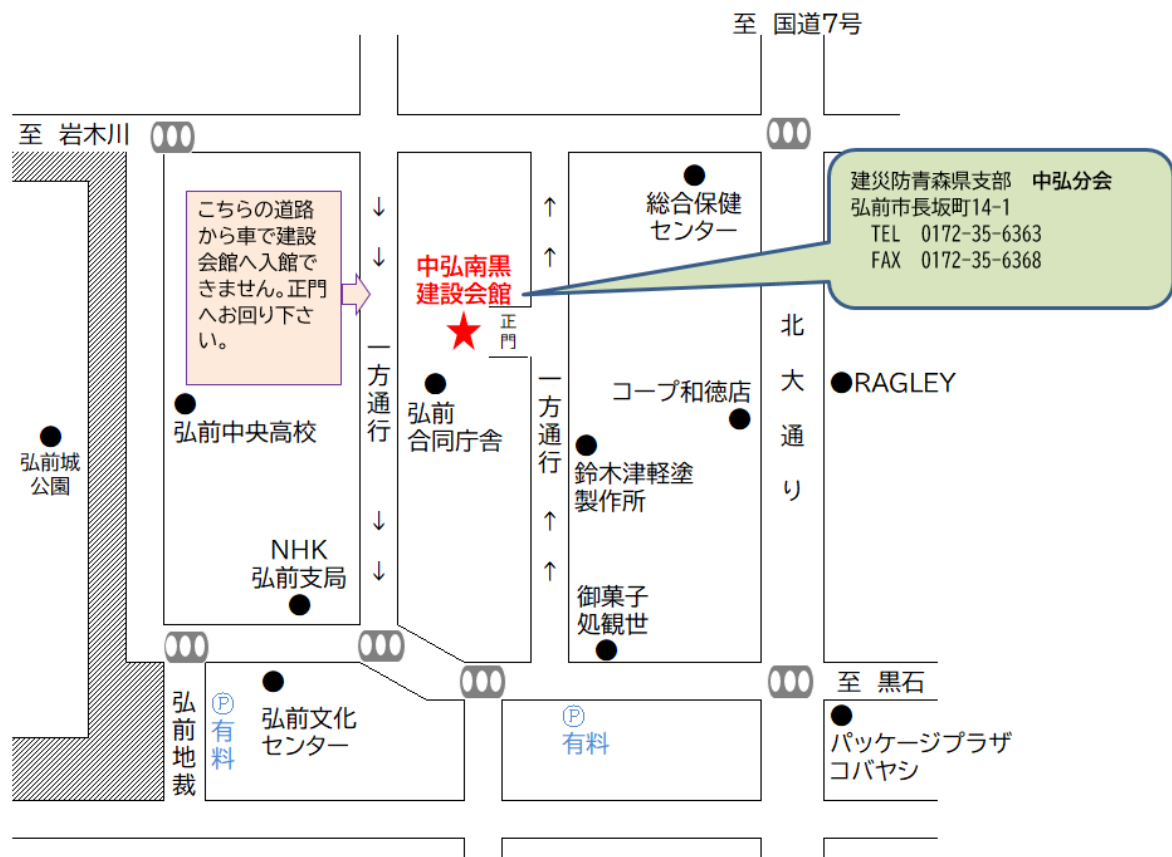 至 国道7号
至 岩木川
建災防青森県支部 中弘分会
弘前市長坂町14-1
TEL 0172-35-6363
FAX 0172-35-6368
こちらの道路
から車で建設
会館へ入館で
きません。正門
へお回り下さ
い。
↓
↓
↑
↑
総合保健
センター
中弘南黒
建設会館
正門
北大通り
RAGLEY
一方通行
一方通行
コープ和徳店
弘前
合同庁舎
弘前中央高校
弘前城
公園
鈴木津軽塗
製作所
↓
↓
↑
↑
NHK
弘前支局
御菓子
処観世
至 黒石
弘前地裁
Ⓟ
有料
弘前文化
センター
Ⓟ
有料
パッケージプラザ
コバヤシ